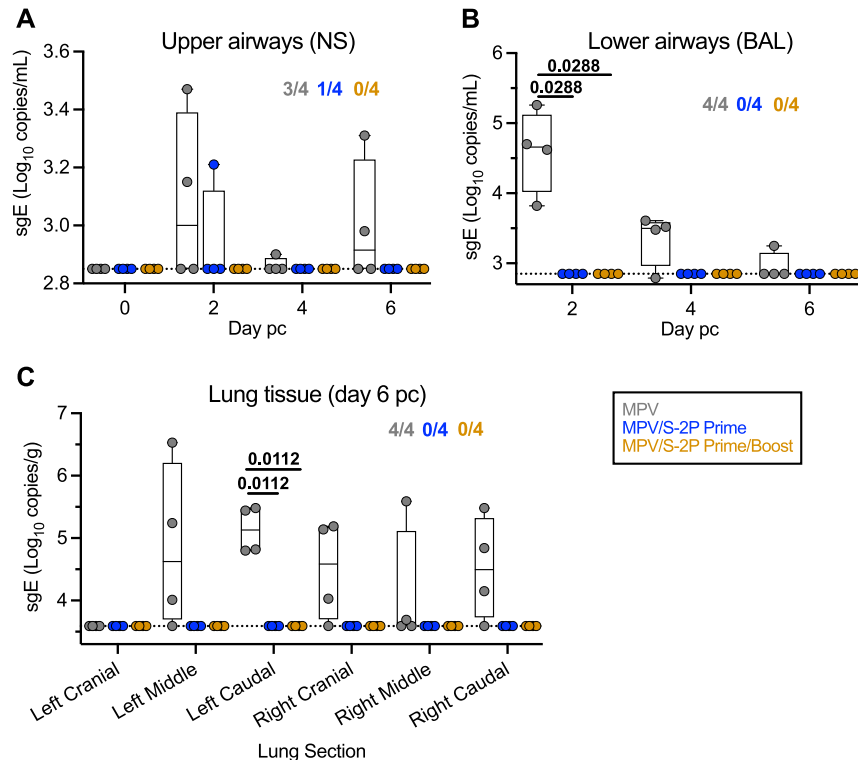 A
Upper airways (NS)
sgE (Log10 copies/mL)
3.6
3.4
3.2
3.0
2.8
3/4 1/4 0/4
0 2 4 6
Day pc
B
Lower airways (BAL)
sgE (Log10 copies/mL)
6
5
4
3
0.0288
0.0288
4/4 0/4 0/4
2 4 6
Day pc
C
Lung tissue (day 6 pc)
sgE (Log10 copies/g)
7
6
5
4
4/4 0/4 0/4
0.0112
0.0112
Left Cranial
Left Middle
Left Caudal
Right Cranial
Right Middle
Right Caudal
Lung Section
MPV
MPV/S-2P Prime
MPV/S-2P Prime/Boost